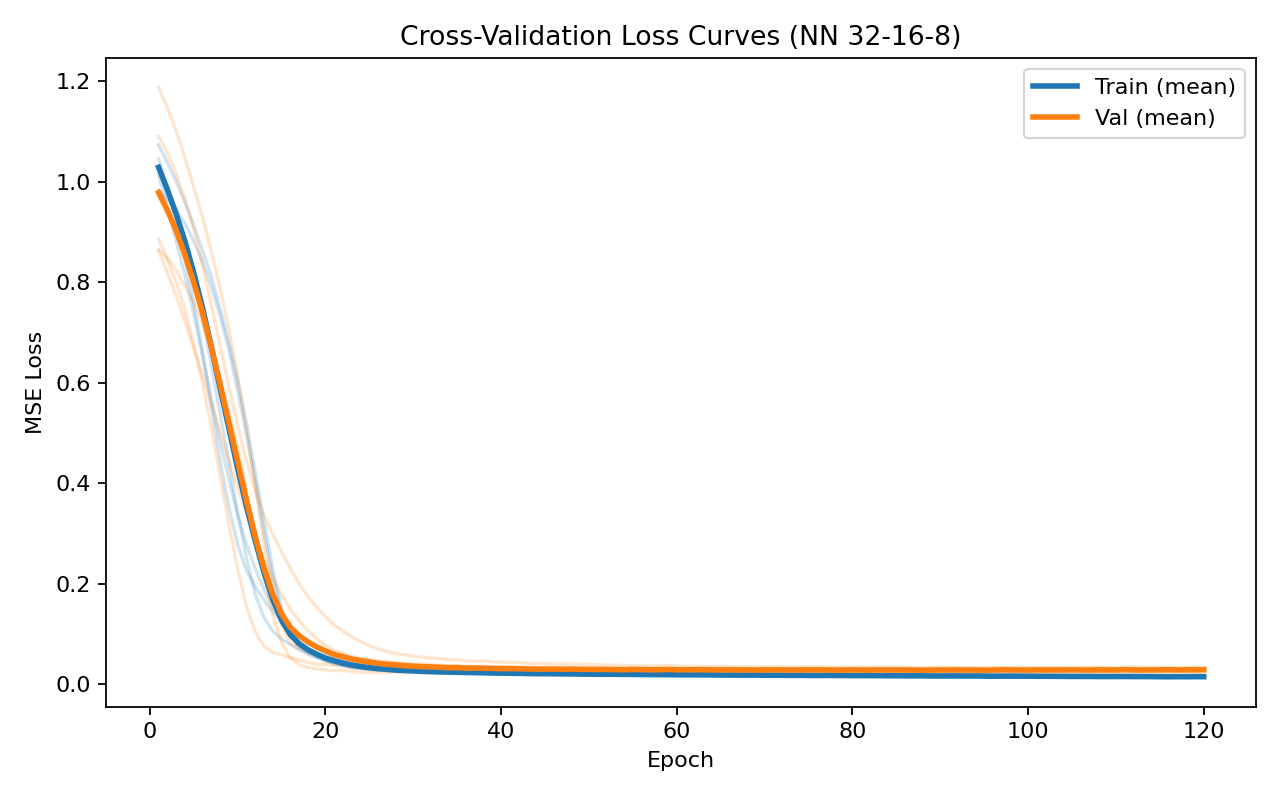 Cross-Validation Loss Curves (NN 32-16-8)
Train (mean)
Val (mean)
MSE Loss
1.2
1.0
0.8
0.6
0.4
0.2
0.0
0 20 40 60 80 100 120
Epoch